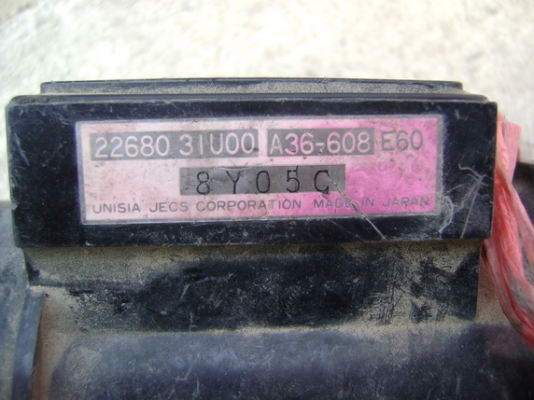 22680 31U00 A36-608 E60
8Y05C
UNISIA JECS CORPORATION MADE IN JAPAN